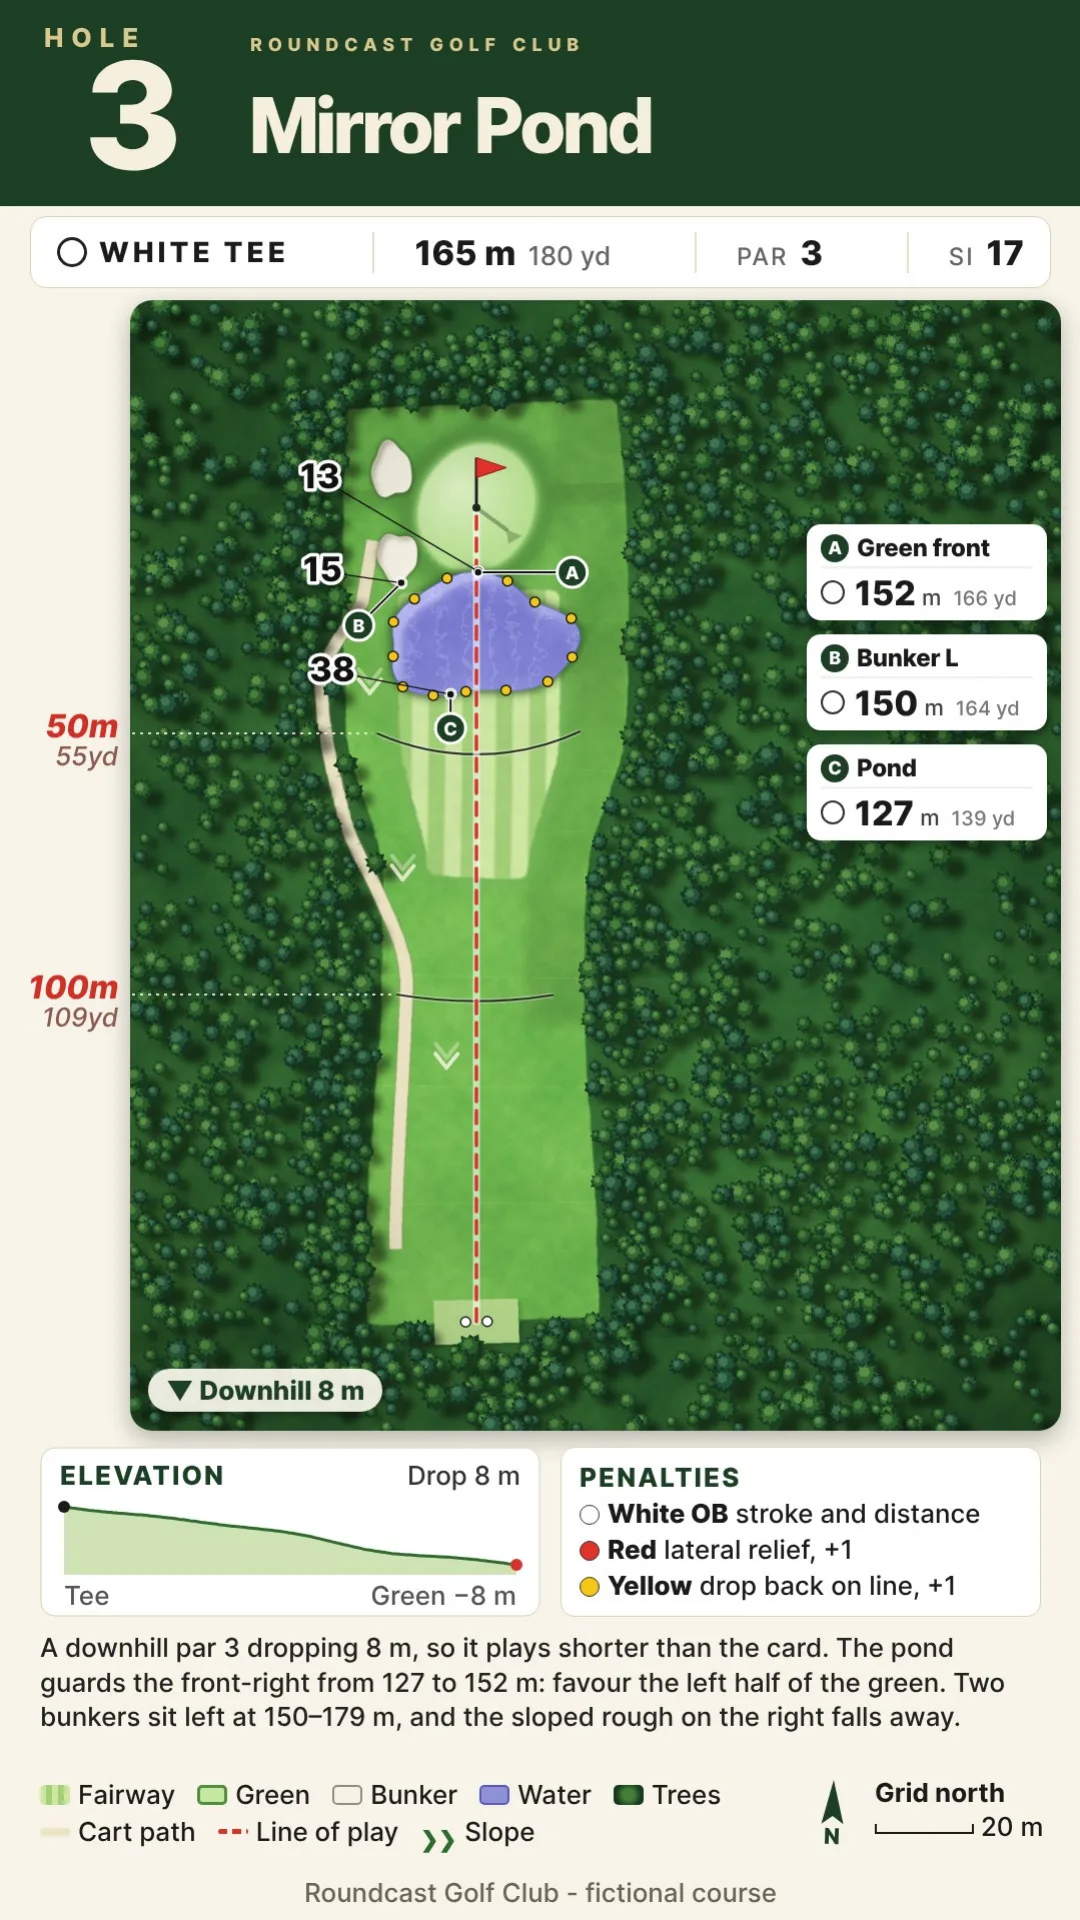 HOLE
3
ROUNDCAST GOLF CLUB
Mirror Pond
WHITE TEE
165 m 180 yd
PAR 3
SI 17
13
15
38
A
B
C
50m
55yd
100m
109yd
A Green front
152 m 166 yd
B Bunker L
150 m 164 yd
C Pond
127 m 139 yd
▼ Downhill 8 m
ELEVATION
Drop 8 m
Tee
Green −8 m
PENALTIES
White OB stroke and distance
Red lateral relief, +1
Yellow drop back on line, +1
A downhill par 3 dropping 8 m, so it plays shorter than the card. The pond
guards the front-right from 127 to 152 m: favour the left half of the green. Two
bunkers sit left at 150–179 m, and the sloped rough on the right falls away.
Fairway Green Bunker Water Trees
Cart path Line of play Slope
N
Grid north
20 m
Roundcast Golf Club - fictional course